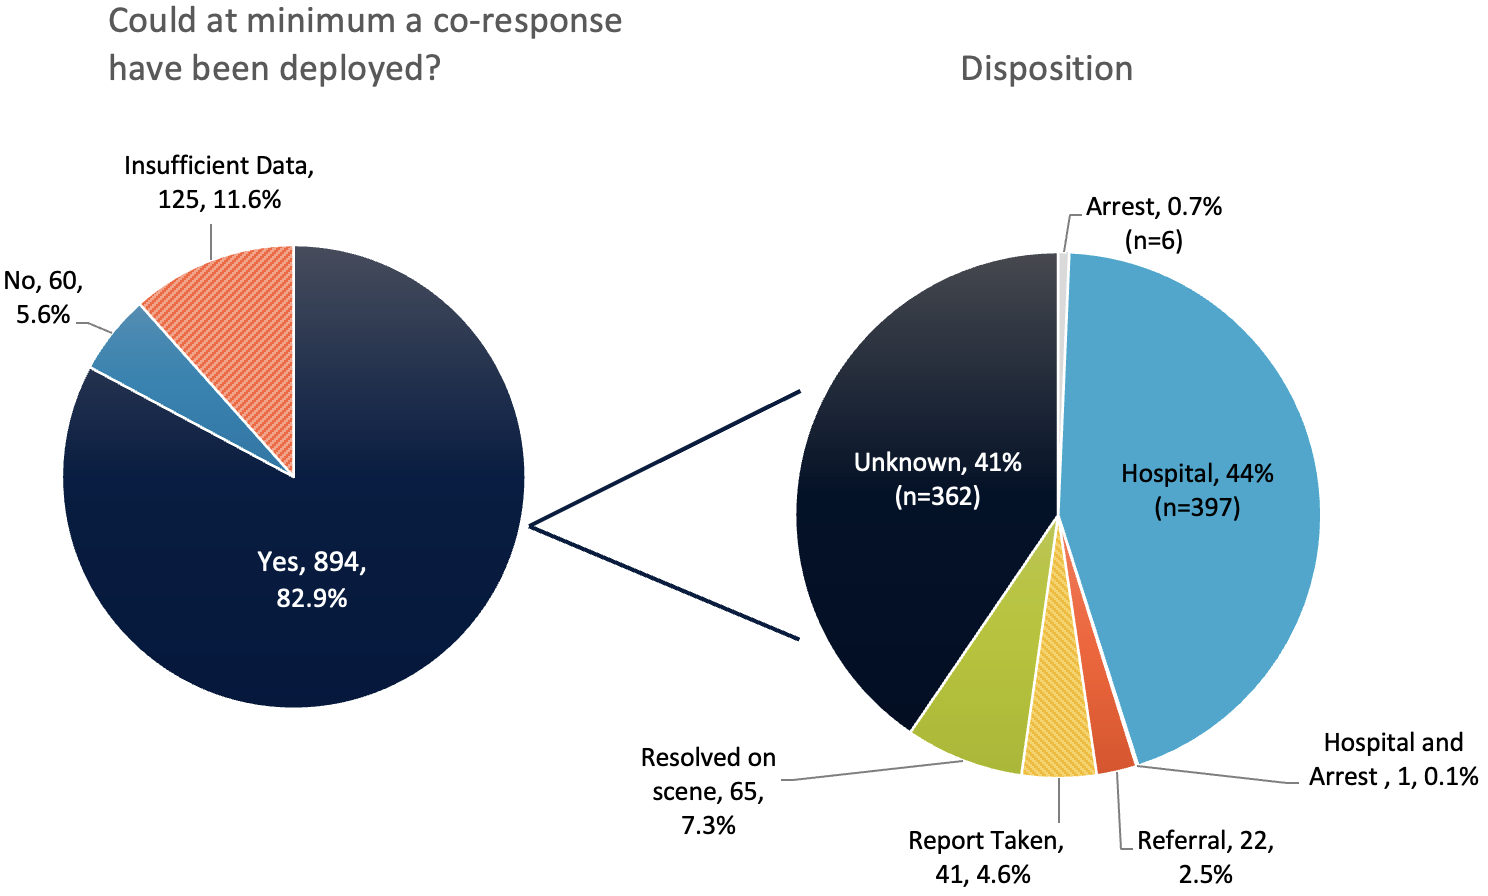 Could at minimum a co-response
have been deployed?
Disposition
Insufficient Data,
125, 11.6%
No, 60,
5.6%
Yes, 894,
82.9%
Arrest, 0.7%
(n=6)
Unknown, 41%
(n=362)
Hospital, 44%
(n=397)
Hospital and
Arrest , 1, 0.1%
Resolved on
scene, 65,
7.3%
Report Taken,
41, 4.6%
Referral, 22,
2.5%